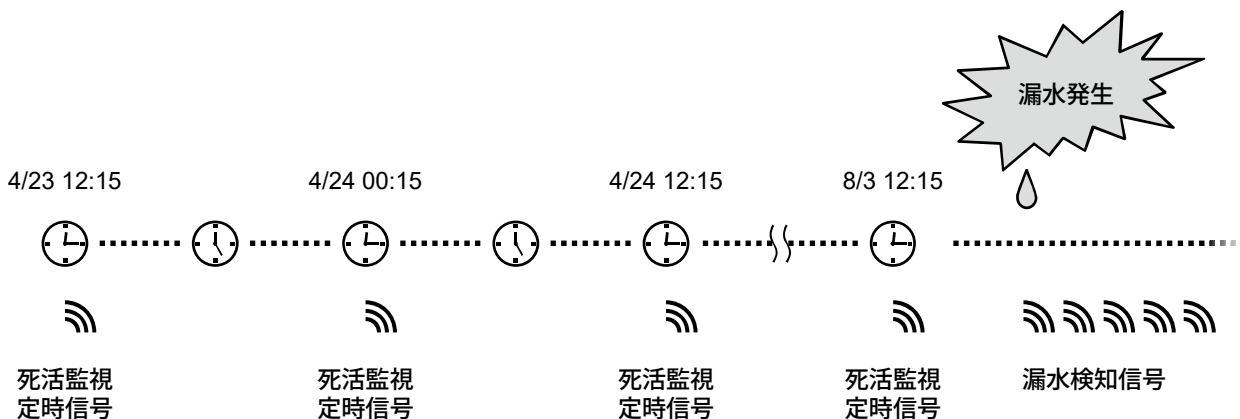 漏水発生
4/23 12:15
4/24 00:15
4/24 12:15
8/3 12:15
死活監視
定時信号
死活監視
定時信号
死活監視
定時信号
死活監視
定時信号
漏水検知信号